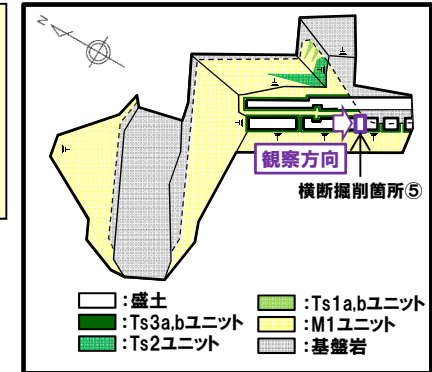 N
観察方向
横断掘削箇所⑤
:盛土
:Ts1a,bユニット
:Ts3a,bユニット
:M1ユニット
:Ts2ユニット
:基盤岩